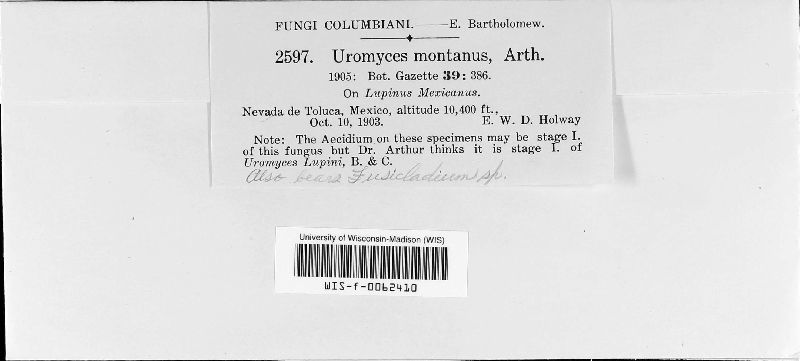 FUNGI COLUMBIANI.——E. Bartholomew.
2597. Uromyces montanus, Arth.
1905: Bot. Gazette 39: 386.
On Lupinus Mexicanus.
Nevada de Toluca, Mexico, altitude 10,400 ft.,
Oct. 10, 1903. E. W. D. Holway
Note: The Aecidium on these specimens may be stage I.
of this fungus but Dr. Arthur thinks it is stage I. of
Uromyces Lupini, B. & C.
Also bears Fusicladium sp.
University of Wisconsin-Madison (WIS)
WIS-f-0062410